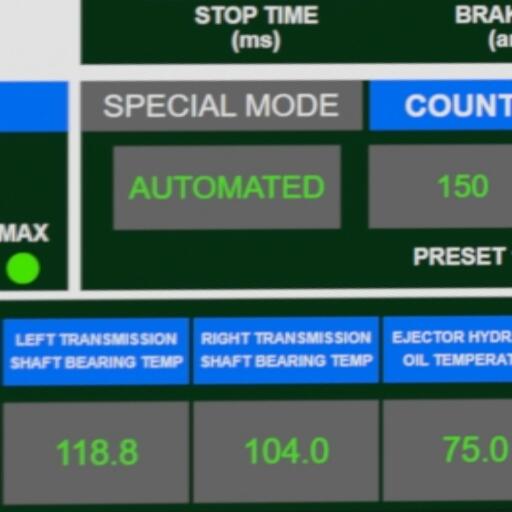 STOP TIME
(ms)
SPECIAL MODE
COUNT
AUTOMATED
150
MAX
PRESET
LEFT TRANSMISSION
SHAFT BEARING TEMP
RIGHT TRANSMISSION
SHAFT BEARING TEMP
EJECTOR HYDR
OIL TEMPERAT
118.8
104.0
75.0